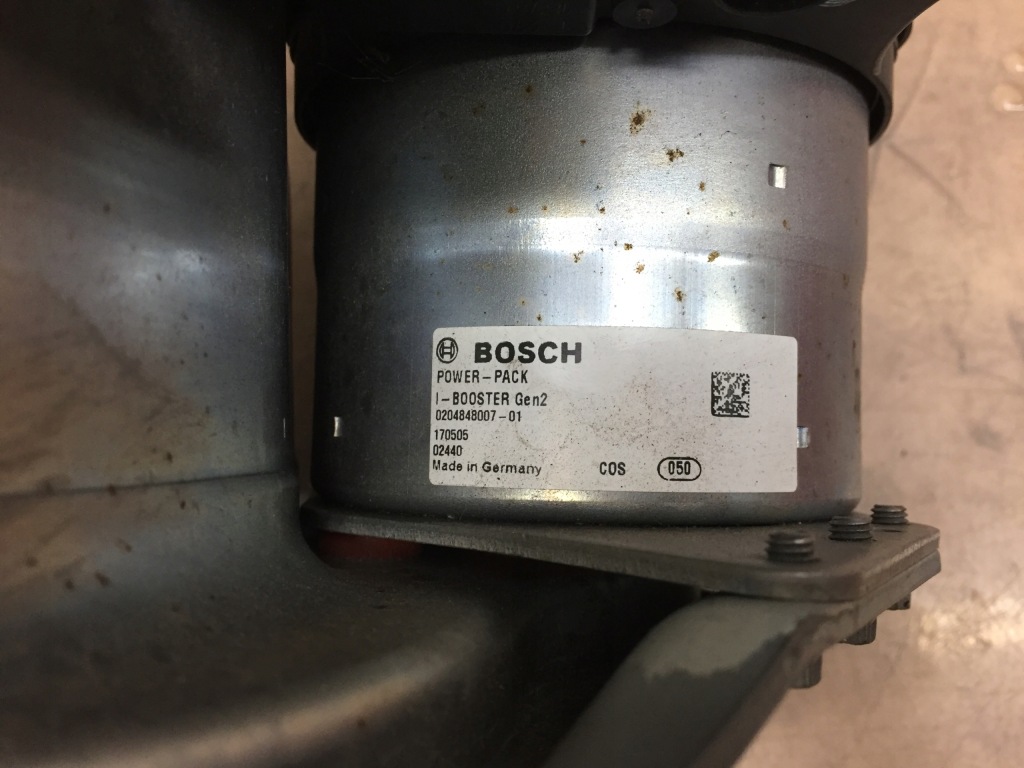 BOSCH
POWER-PACK
I-BOOSTER Gen2
0204848007-01
170505
02440
Made in Germany COS 050